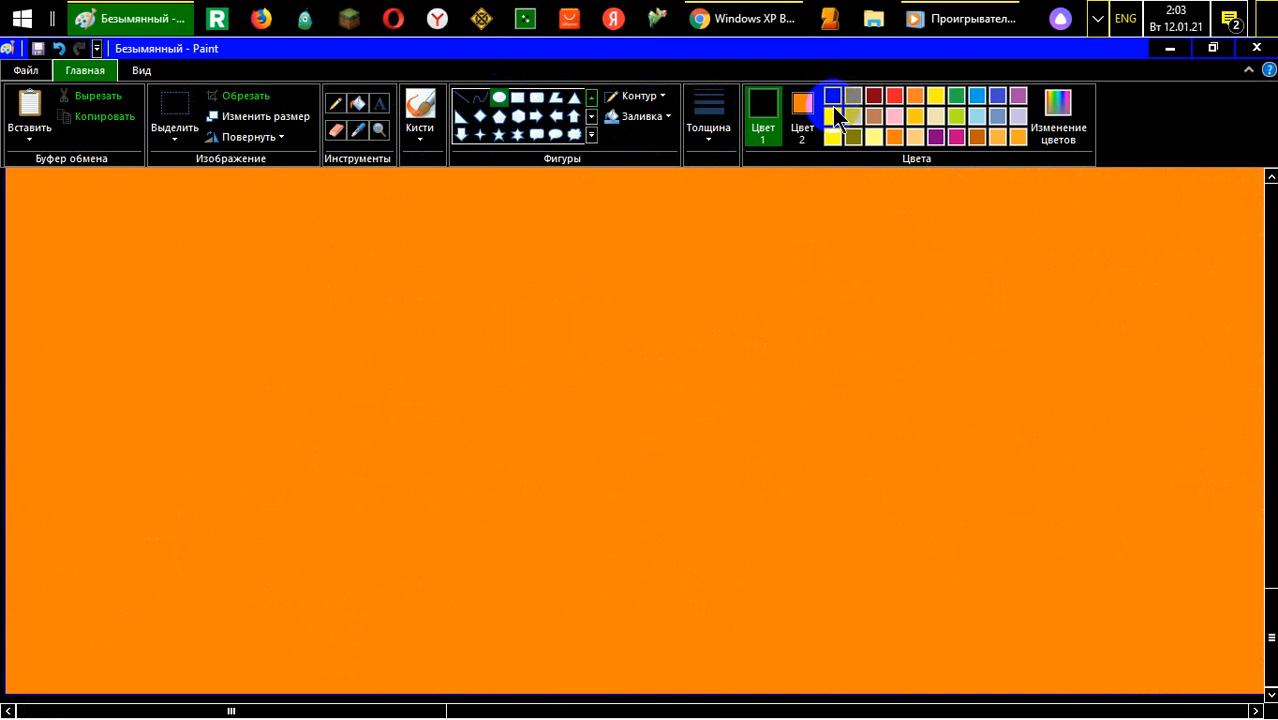 Безымянный -...
Windows XP B...
Проигрывател...
ENG
2:03
Вт 12.01.21
2
Безымянный - Paint
Файл
Главная
Вид
Вставить
Вырезать
Копировать
Буфер обмена
Выделить
Обрезать
Изменить размер
Повернуть
Изображение
A
Инструменты
Кисти
Контур
Заливка
Фигуры
Толщина
Цвет
1
Цвет
2
Изменение
цветов
Цвета